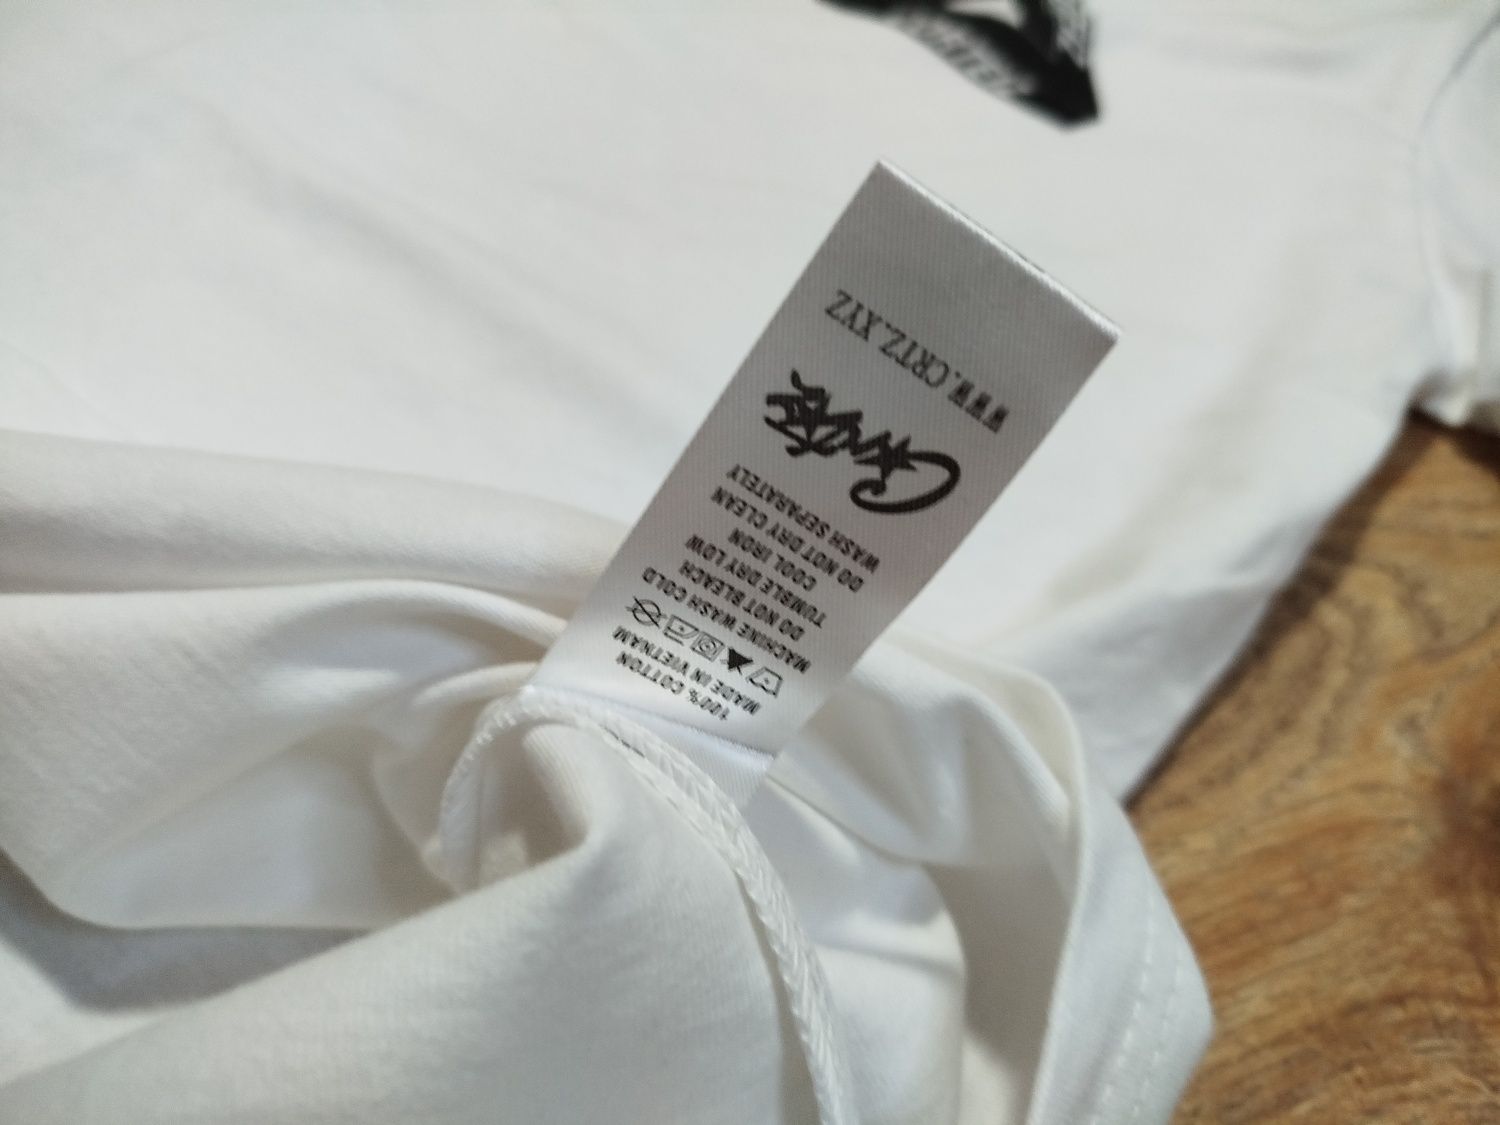 100% COTTON
MADE IN VIETNAM
MACHINE WASH COLD
DO NOT BLEACH
TUMBLE DRY LOW
COOL IRON
DO NOT DRY CLEAN
WASH SEPARATELY
Corteiz
WWW.CRTZ.XYZ